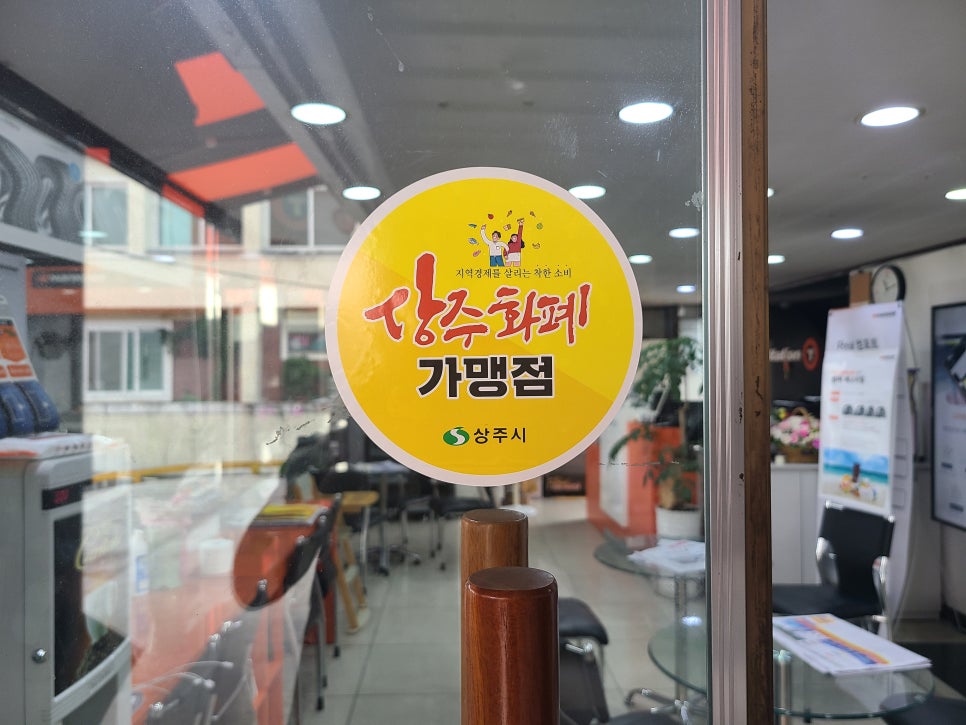 지역경제를 살리는 착한 소비
상주화폐
가맹점
상주시